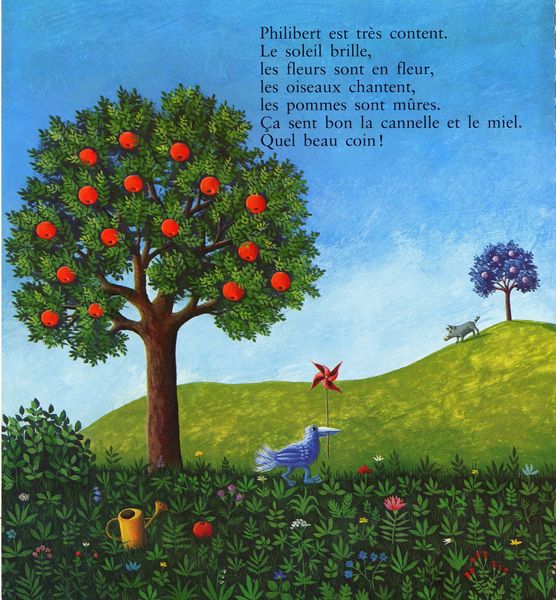 Philibert est très content.
Le soleil brille,
les fleurs sont en fleur,
les oiseaux chantent,
les pommes sont mûres.
Ça sent bon la cannelle et le miel.
Quel beau coin !